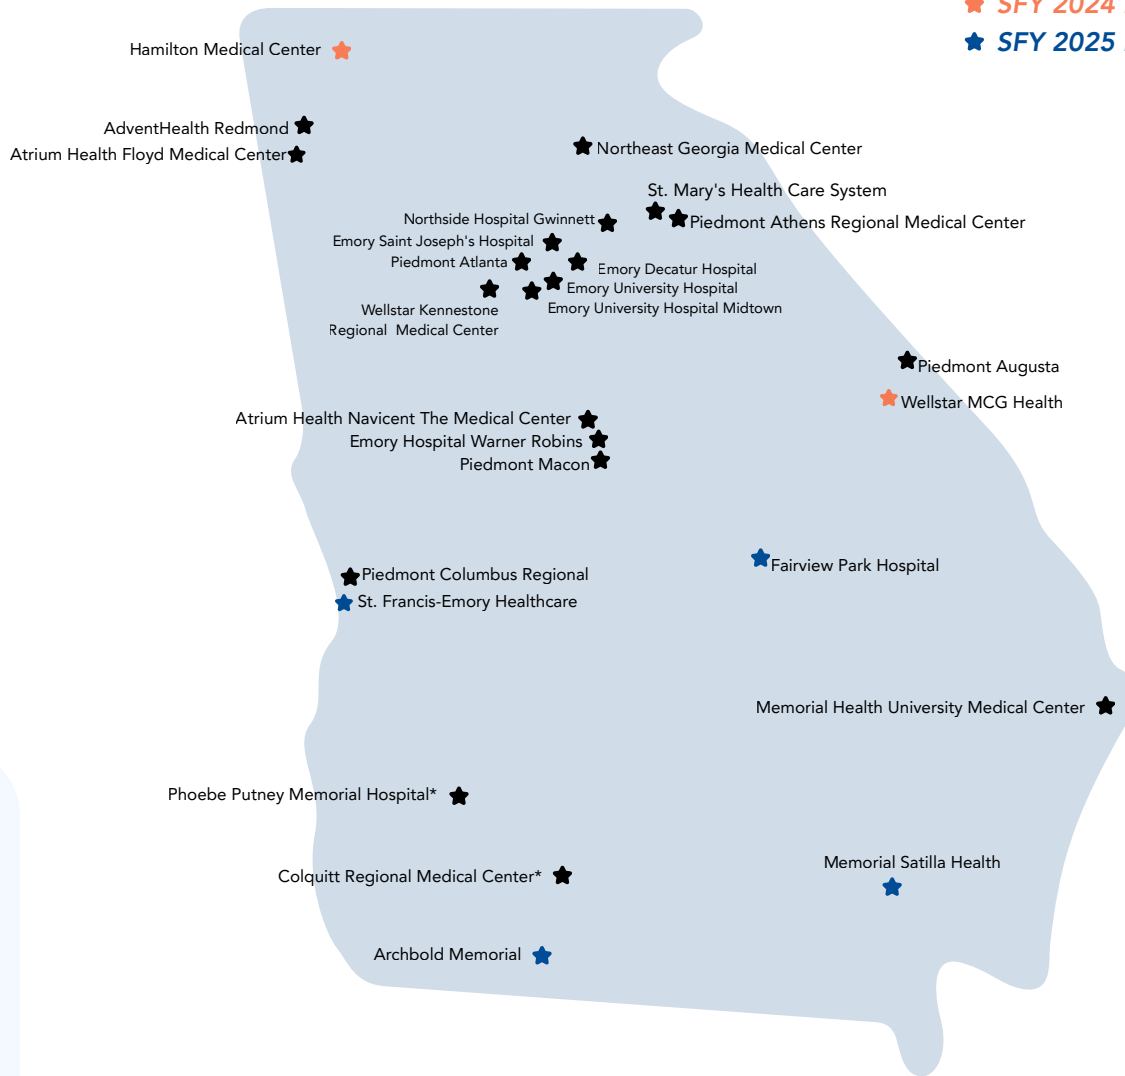 SFY 2024
SFY 2025
Hamilton Medical Center
AdventHealth Redmond
Atrium Health Floyd Medical Center
Northeast Georgia Medical Center
St. Mary's Health Care System
Piedmont Athens Regional Medical Center
Northside Hospital Gwinnett
Emory Saint Joseph's Hospital
Piedmont Atlanta
Emory Decatur Hospital
Emory University Hospital
Emory University Hospital Midtown
Wellstar Kennestone
Regional Medical Center
Piedmont Augusta
Wellstar MCG Health
Atrium Health Navicent The Medical Center
Emory Hospital Warner Robins
Piedmont Macon
Fairview Park Hospital
Piedmont Columbus Regional
St. Francis-Emory Healthcare
Memorial Health University Medical Center
Phoebe Putney Memorial Hospital*
Memorial Satilla Health
Colquitt Regional Medical Center*
Archbold Memorial